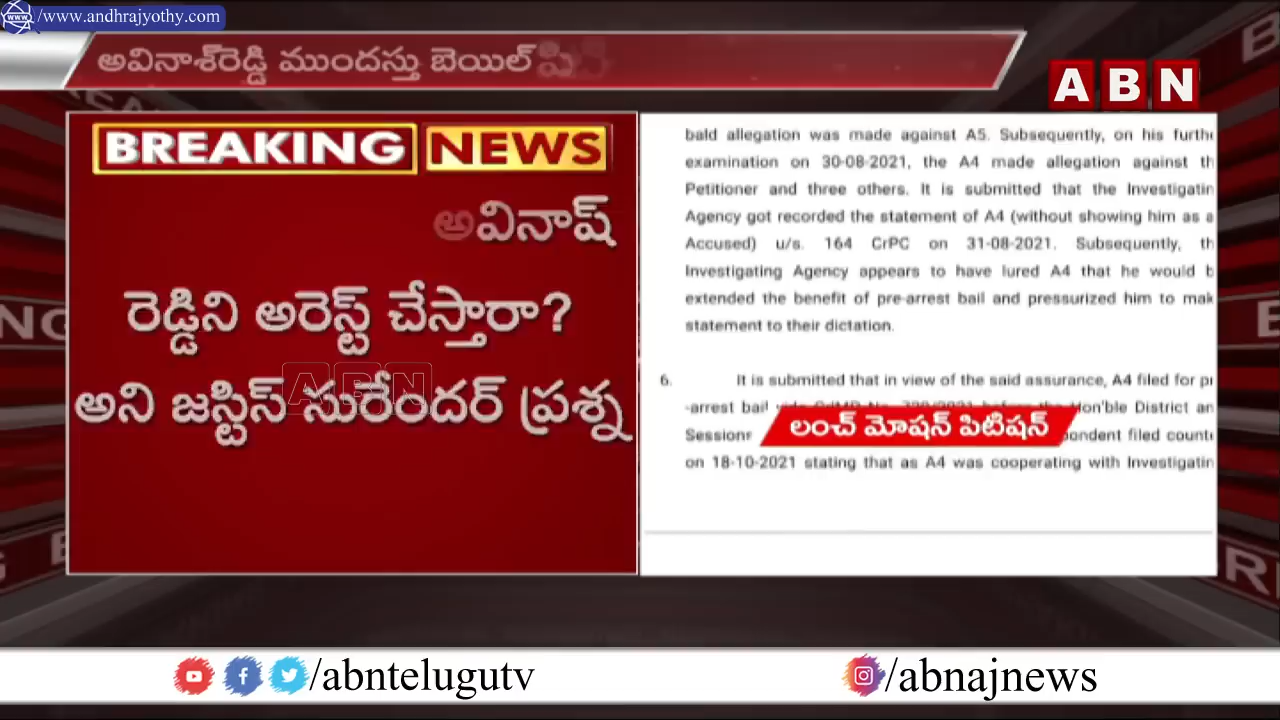 /www.andhrajyothy.com
అవినాశ్‌రెడ్డి ముందస్తు బెయిల్
ABN
BREAKING NEWS
అవినాష్
రెడ్డిని అరెస్ట్ చేస్తారా?
అని జస్టిస్ సురేందర్ ప్రశ్న
ABN
bald allegation was made against A5. Subsequently, on his furthe
examination on 30-08-2021, the A4 made allegation against th
Petitioner and three others. It is submitted that the Investigatin
Agency got recorded the statement of A4 (without showing him as a
Accused) u/s. 164 CrPC on 31-08-2021. Subsequently, th
Investigating Agency appears to have lured A4 that he would b
extended the benefit of pre-arrest bail and pressurized him to mak
statement to their dictation.
6. It is submitted that in view of the said assurance, A4 filed for pr
-arrest bail Hon'ble District an
లంచ్ మోషన్ పిటిషన్
Sessions pondent filed counte
on 18-10-2021 stating that as A4 was cooperating with Investigatin
/abntelugutv
/abnajnews